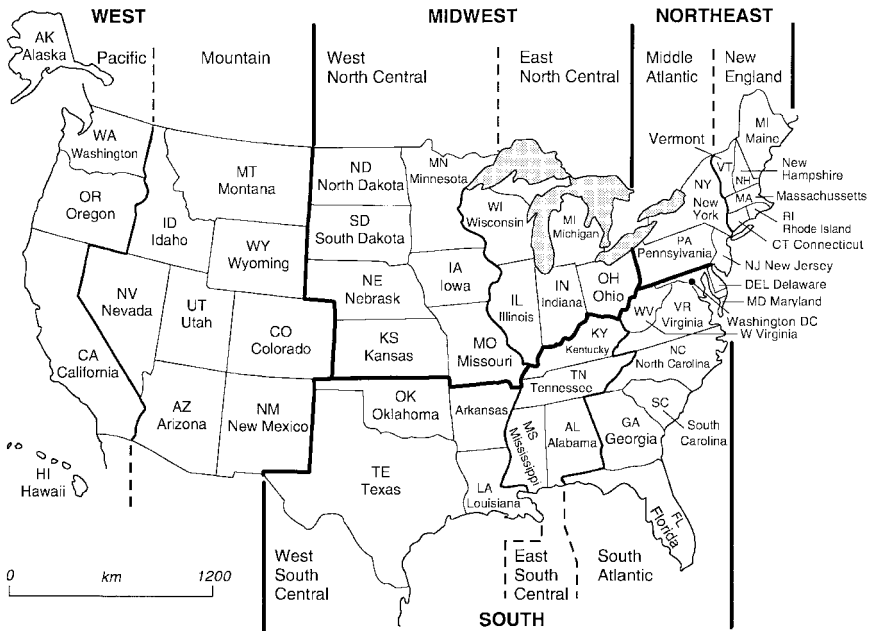 WEST
MIDWEST
NORTHEAST
AK
Alaska
Pacific
Mountain
West
North Central
East
North Central
Middle
Atlantic
New
England
WA
Washington
OR
Oregon
CA
California
HI
Hawaii
ID
Idaho
NV
Nevada
MT
Montana
WY
Wyoming
UT
Utah
CO
Colorado
AZ
Arizona
NM
New Mexico
ND
North Dakota
SD
South Dakota
NE
Nebrask
KS
Kansas
MN
Minnesota
IA
Iowa
MO
Missouri
WI
Wisconsin
MI
Michigan
IL
Illinois
IN
Indiana
OH
Ohio
MI
Maine
Vermont
VT
New
Hampshire
NH
MA
Massachussetts
RI
Rhode Island
CT Connecticut
NY
New
York
PA
Pennsylvania
NJ New Jersey
DEL Delaware
MD Maryland
Washington DC
W Virginia
WV
VR
Virginia
KY
Kentucky
NC
North Carolina
TN
Tennessee
SC
South
Carolina
GA
Georgia
AL
Alabama
MS
Mississippi
FL
Florida
OK
Oklahoma
Arkansas
TE
Texas
LA
Louisiana
West
South
Central
East
South
Central
South
Atlantic
SOUTH
0 km 1200